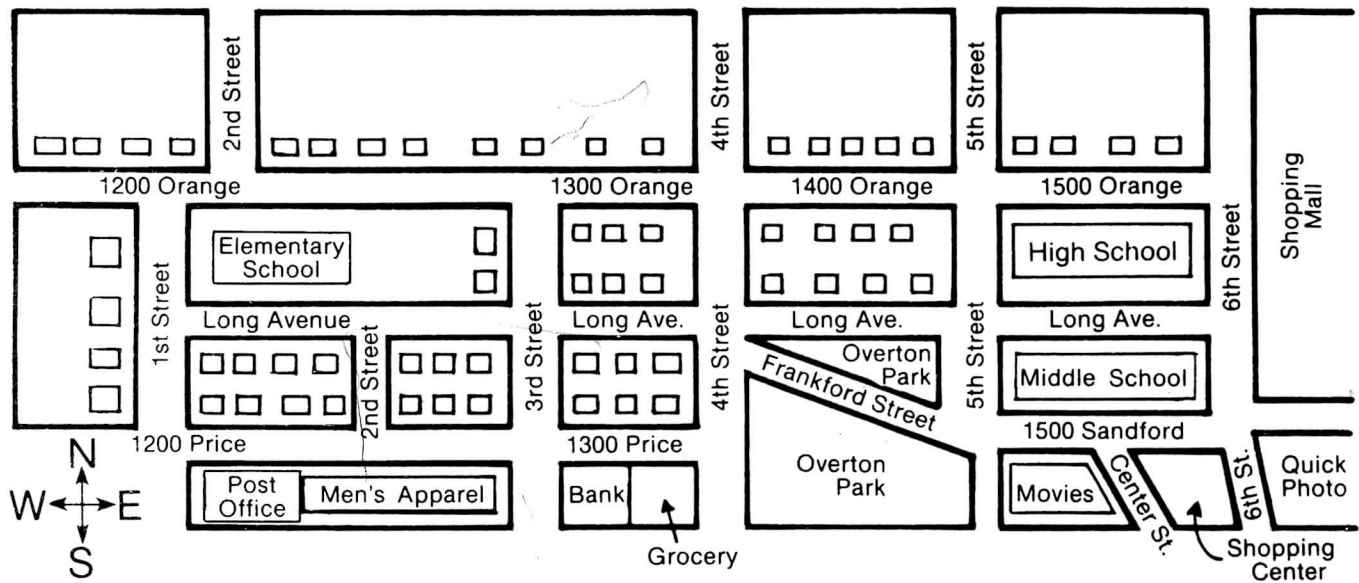 2nd Street
4th Street
5th Street
1200 Orange
1300 Orange
1400 Orange
1500 Orange
Shopping
Mall
Elementary
School
High School
6th Street
1st Street
Long Avenue
Long Ave.
Long Ave.
Long Ave.
2nd Street
3rd Street
4th Street
Overton
Park
Frankford Street
5th Street
Middle School
1200 Price
1300 Price
1500 Sandford
N
W
E
S
Post
Office
Men's Apparel
Bank
Overton
Park
Movies
Center St.
6th St.
Quick
Photo
Grocery
Shopping
Center